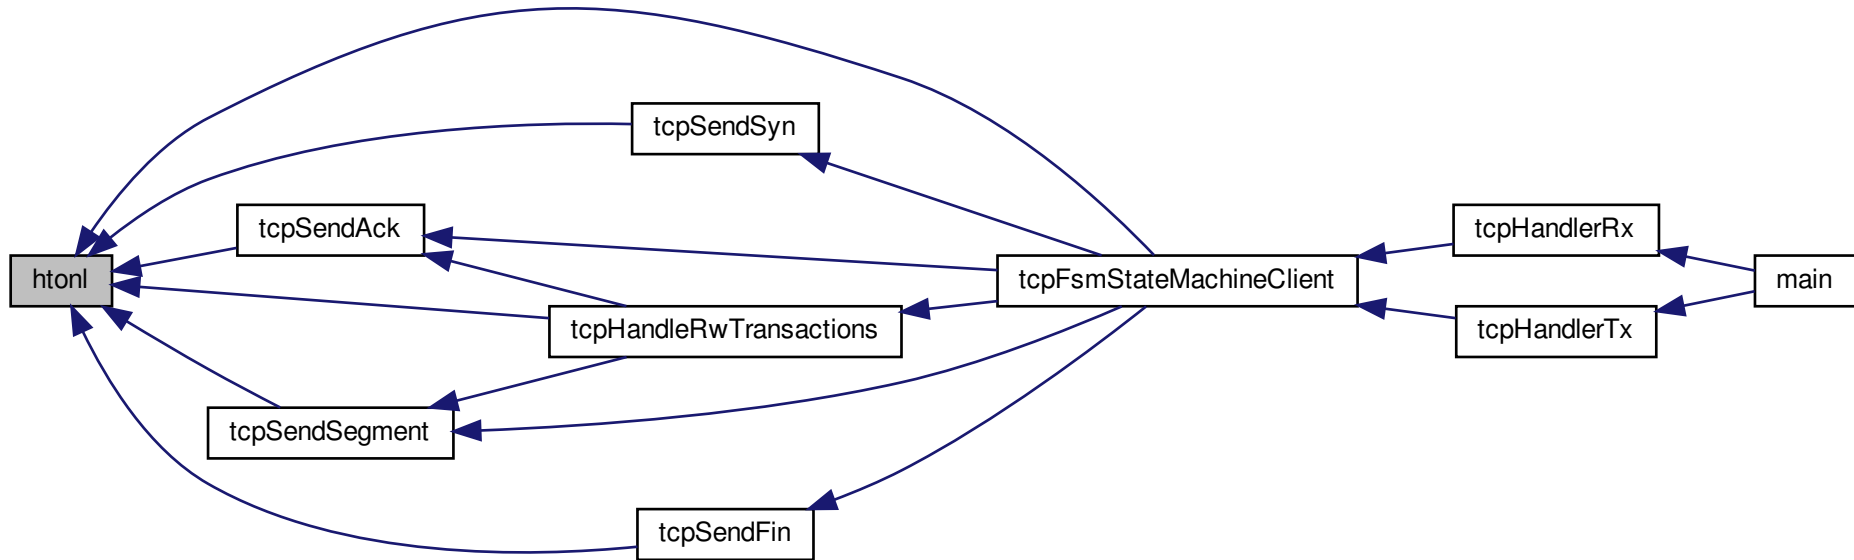 htonl
tcpSendSyn
tcpSendAck
tcpHandleRwTransactions
tcpSendSegment
tcpSendFin
tcpFsmStateMachineClient
tcpHandlerRx
tcpHandlerTx
main